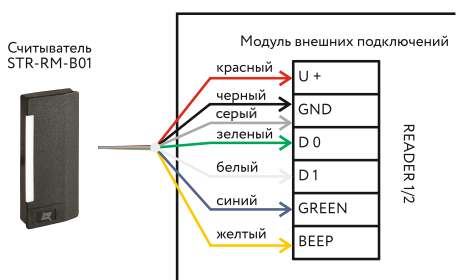 Считыватель
STR-RM-B01
Модуль внешних подключений
красный
U +
черный
GND
серый
зеленый
D 0
белый
D 1
синий
GREEN
желтый
BEEP
READER 1/2